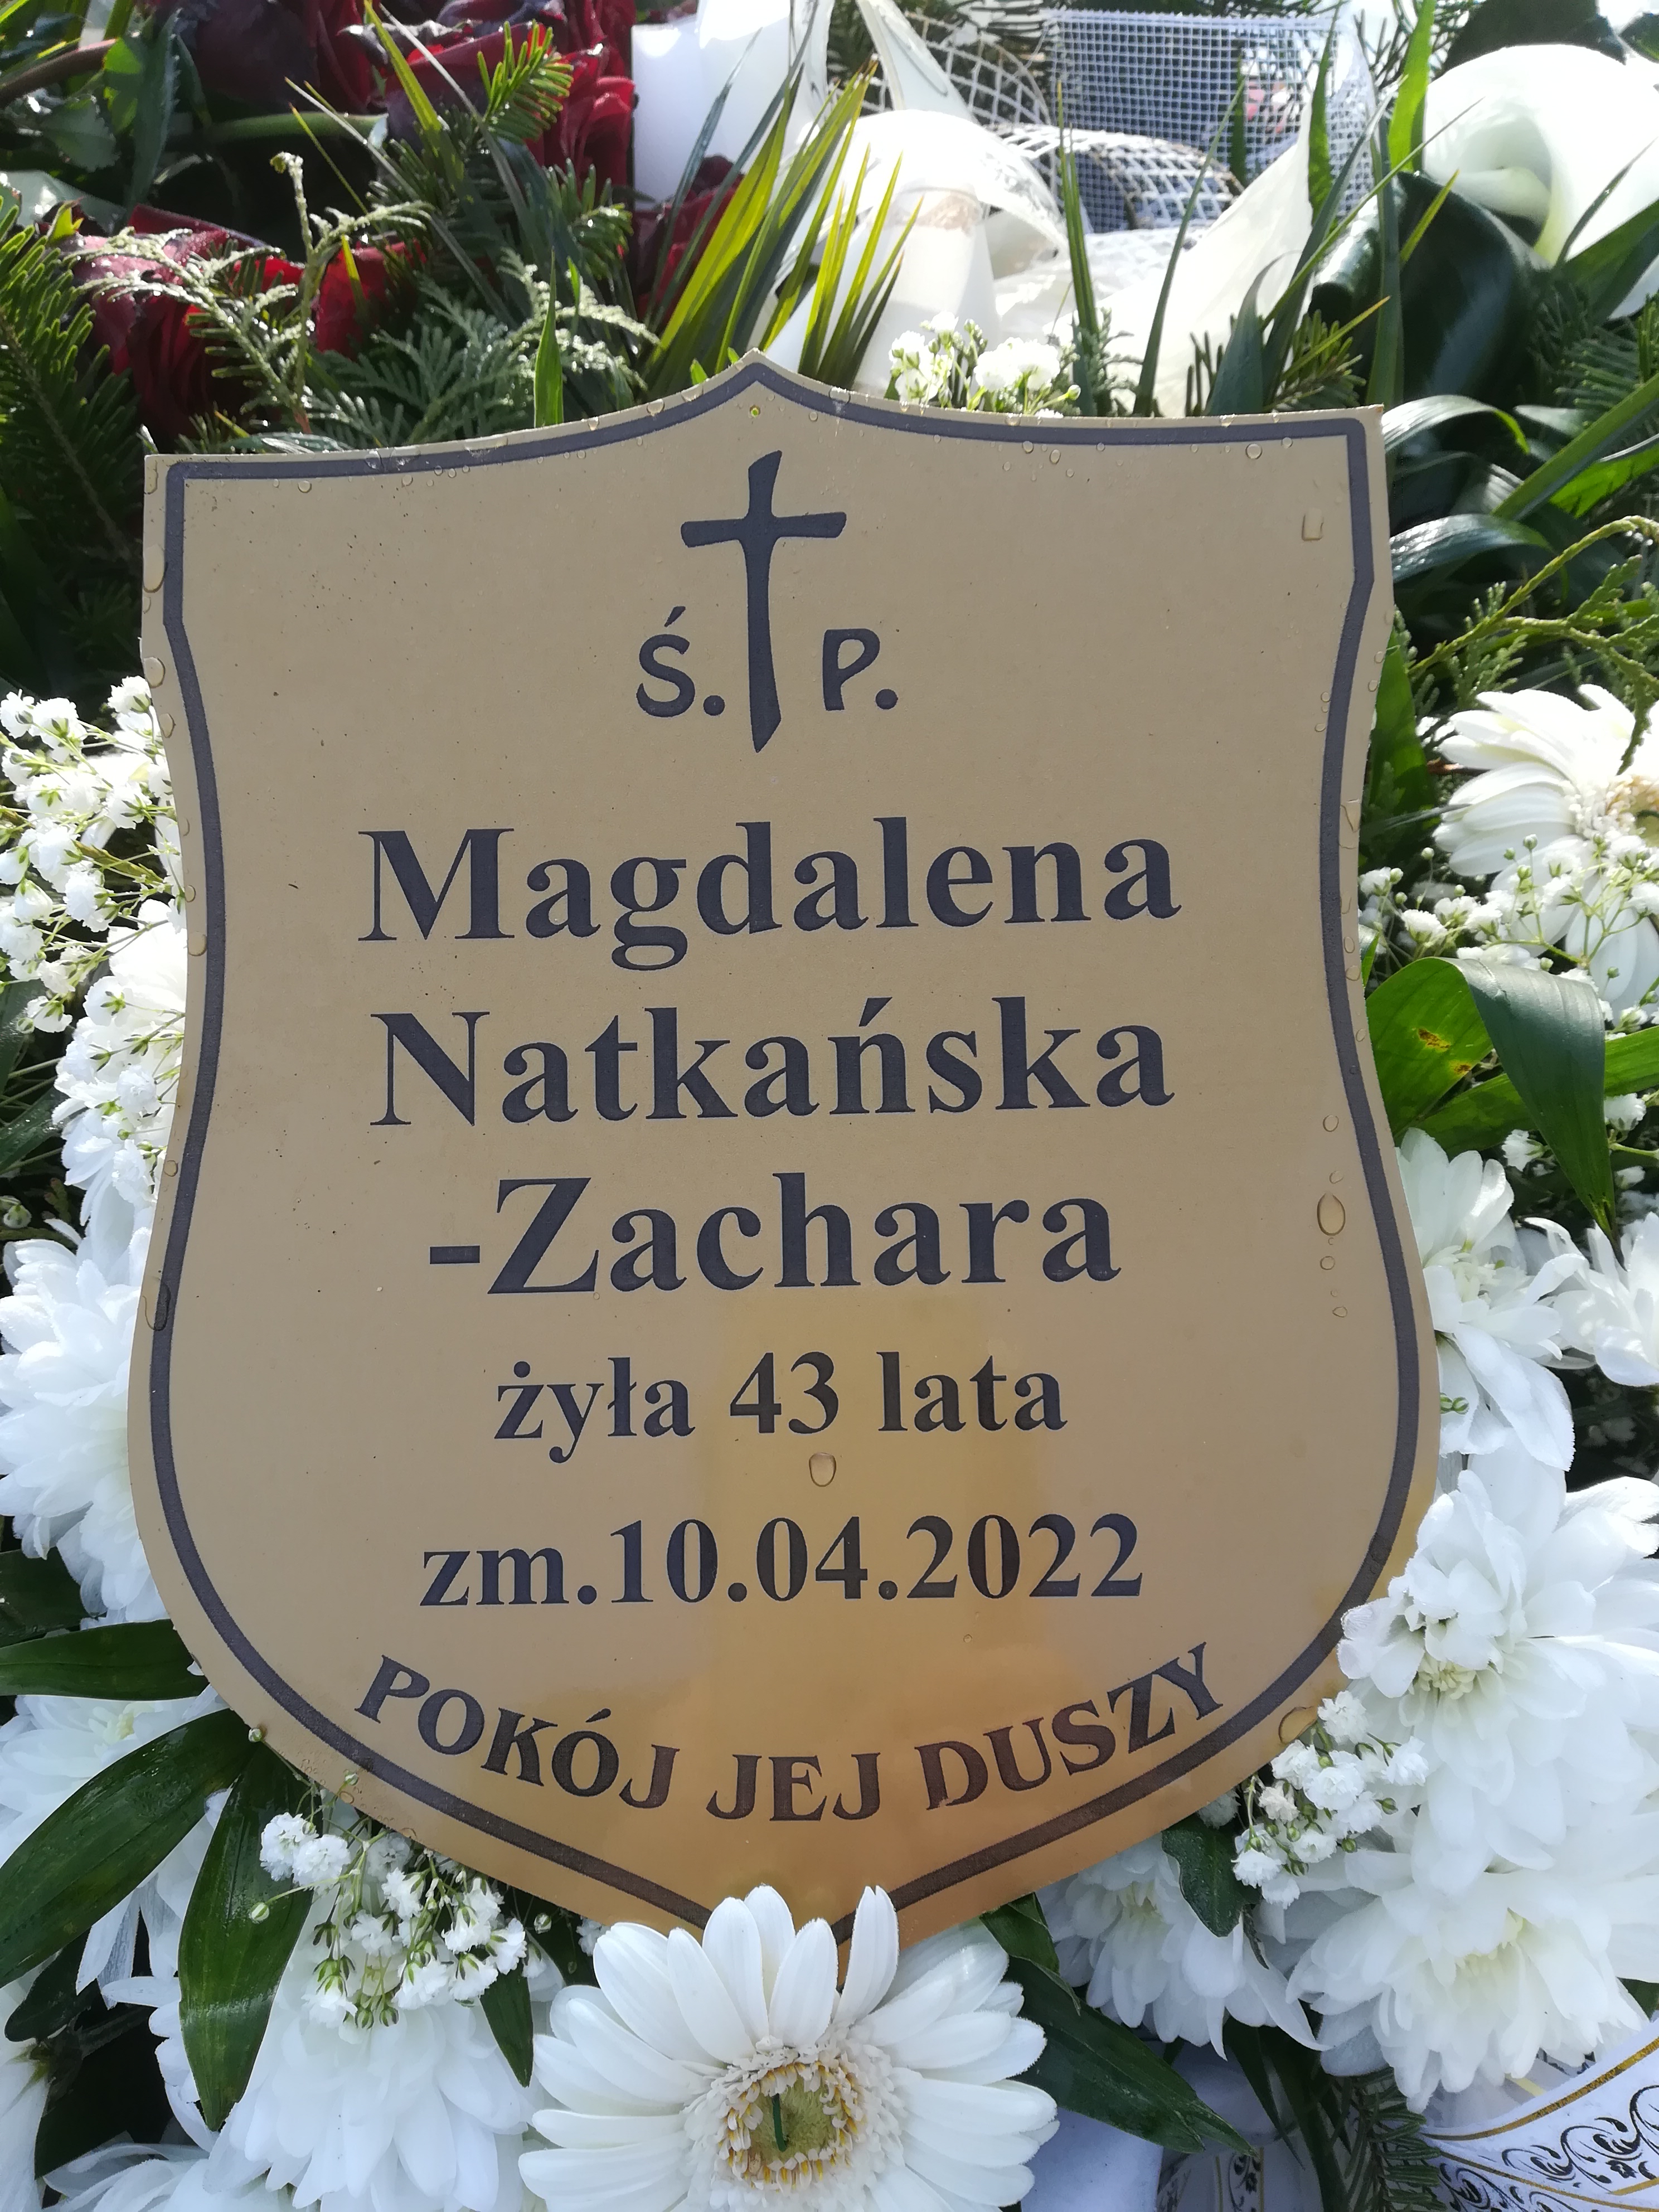 Ś. P.
Magdalena
Natkańska
-Zachara
żyła 43 lata
zm.10.04.2022
POKÓJ JEJ DUSZY